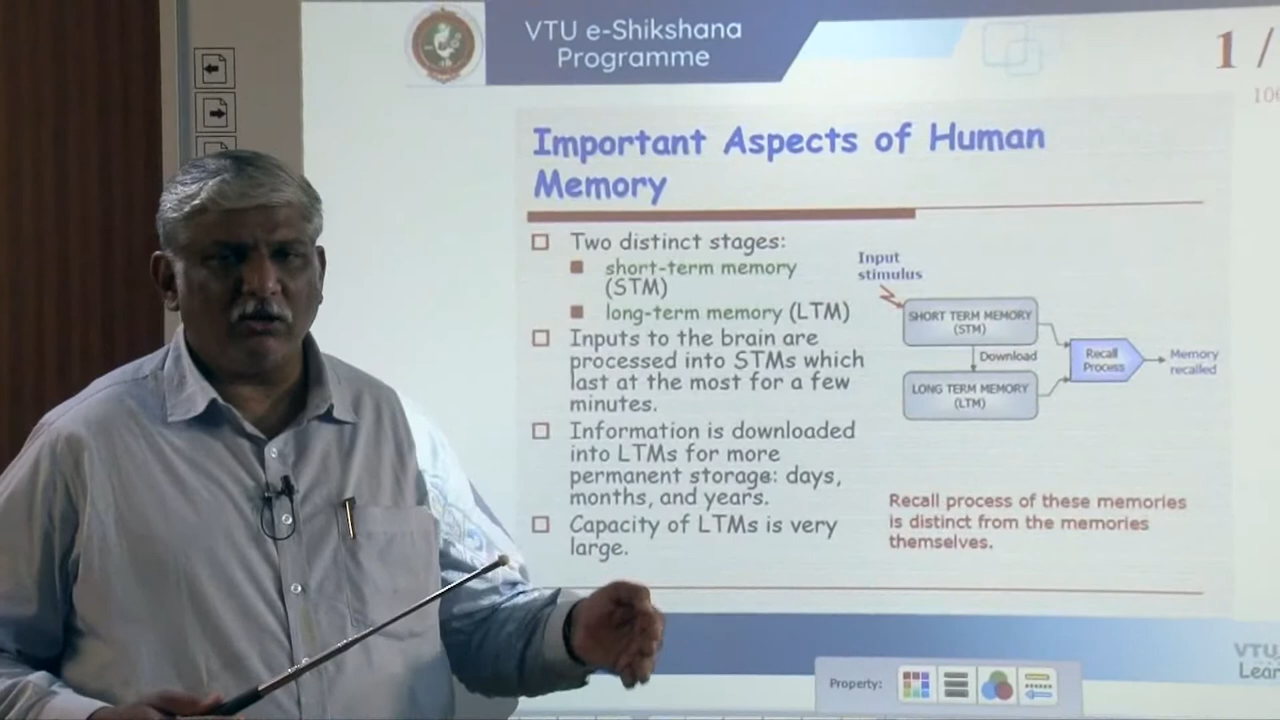 VTU e-Shikshana
Programme
1 /
Important Aspects of Human
Memory
Two distinct stages:
short-term memory
(STM)
long-term memory (LTM)
Inputs to the brain are
processed into STMs which
last at the most for a few
minutes.
Information is downloaded
into LTMs for more
permanent storage: days,
months, and years.
Capacity of LTMs is very
large.
Input
stimulus
SHORT TERM MEMORY
(STM)
Download
LONG TERM MEMORY
(LTM)
Recall
Process
Memory
recalled
Recall process of these memories
is distinct from the memories
themselves.
VTU
Property: